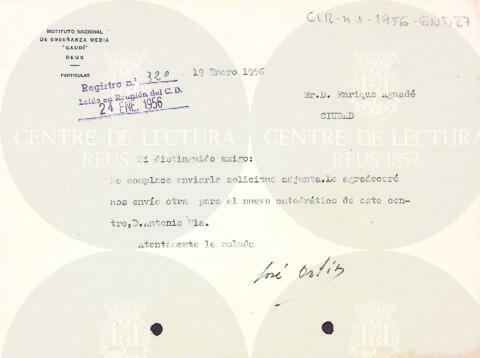 INSTITUTO NACIONAL
DE ENSEÑANZA MEDIA
"GAUDÍ"
REUS
PARTICULAR
CIR-4.1-1956-ENT/27
Registro n.º 320
Leído en Reunión del C.D.
24 ENE. 1956
19 Enero 1956
Sr.D. Enrique Aguadé
CIUDAD
CENTRE DE LECTURA
REUS 1859
CENTRE DE LECTURA
REUS 1859
Mi distinguido amigo:
Me complace enviarle solicitud adjunta.Le agradeceré
nos envíe otra para el nuevo catedrático de este cen-
tro,D.Antonio Pla.
Atentamente le saluda
José Ortín